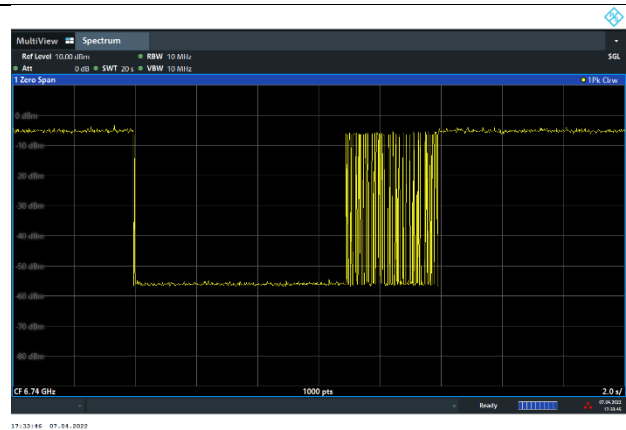 MultiView Spectrum
Ref Level 10.00 dBm RBW 10 MHz SGL
Att 0 dB SWT 20 s VBW 10 MHz
1 Zero Span 1Pk Clrw
0 dBm
-10 dBm
-20 dBm
-30 dBm
-40 dBm
-50 dBm
-60 dBm
-70 dBm
-80 dBm
CF 6.74 GHz 1000 pts 2.0 s/
Ready 07.04.2022
17:33:45
17:33:46 07.04.2022